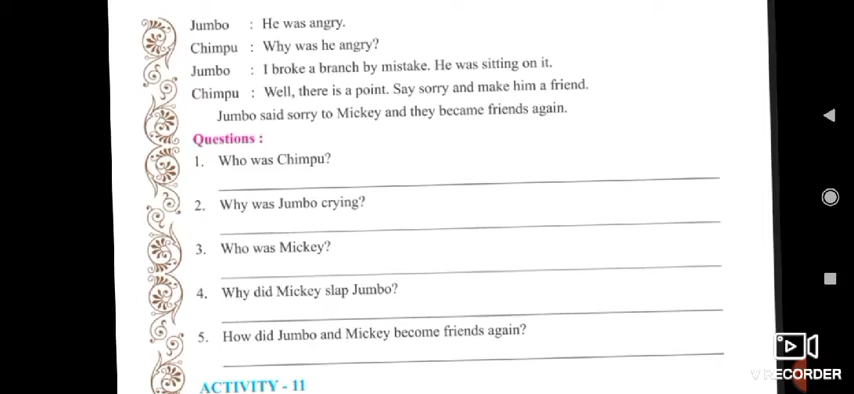 Jumbo : He was angry.
Chimpu : Why was he angry?
Jumbo : I broke a branch by mistake. He was sitting on it.
Chimpu : Well, there is a point. Say sorry and make him a friend.
Jumbo said sorry to Mickey and they became friends again.
Questions :
1. Who was Chimpu?
2. Why was Jumbo crying?
3. Who was Mickey?
4. Why did Mickey slap Jumbo?
5. How did Jumbo and Mickey become friends again?
ACTIVITY - 11
V RECORDER